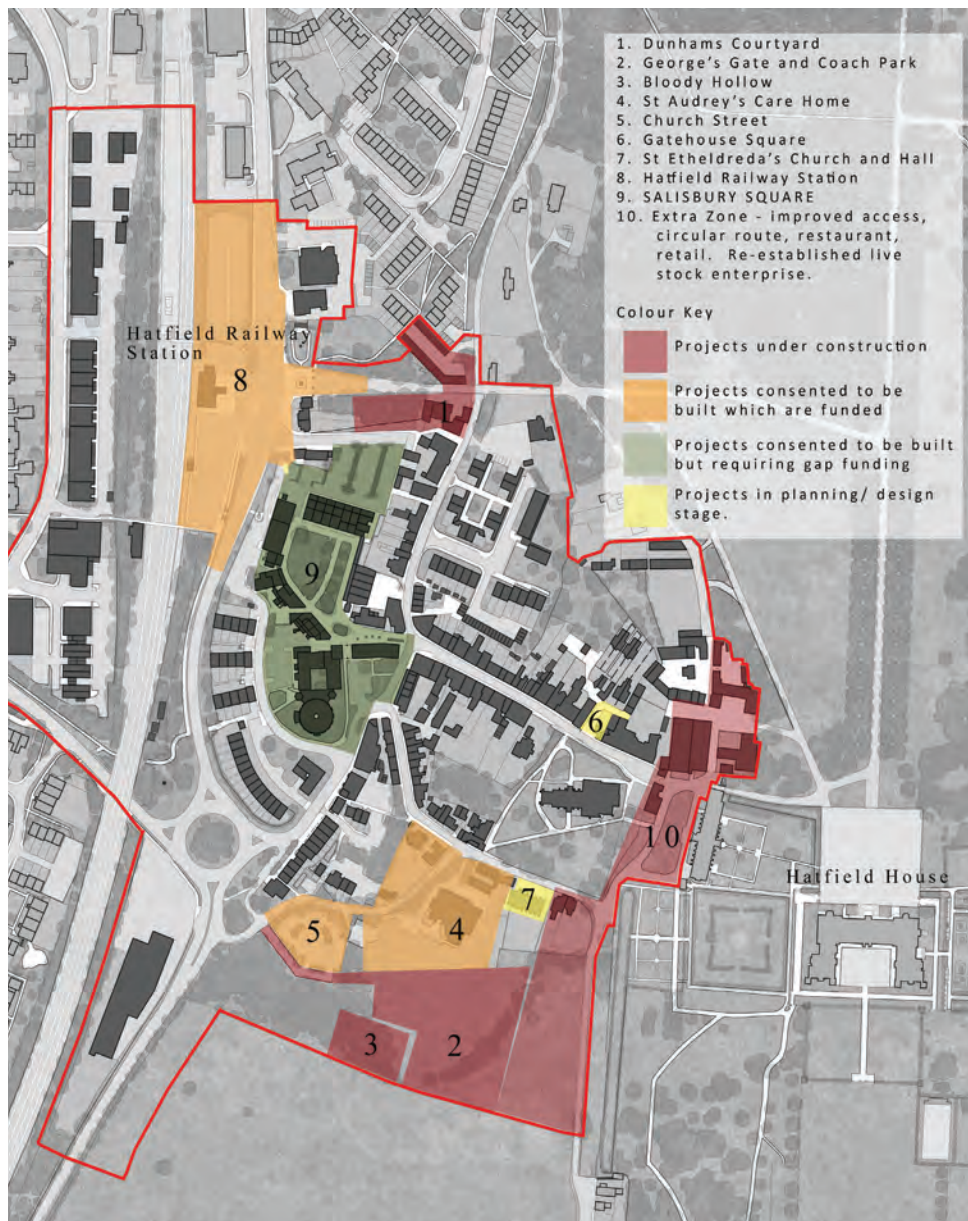 1. Dunhams Courtyard
2. George's Gate and Coach Park
3. Bloody Hollow
4. St Audrey's Care Home
5. Church Street
6. Gatehouse Square
7. St Etheldreda's Church and Hall
8. Hatfield Railway Station
9. SALISBURY SQUARE
10. Extra Zone - improved access,
circular route, restaurant,
retail. Re-established live
stock enterprise.
Colour Key
Projects under construction
Projects consented to be
built which are funded
Projects consented to be built
but requiring gap funding
Projects in planning/ design
stage.
Hatfield Railway
Station
8
1
9
6
10
Hatfield House
7
5
4
3
2